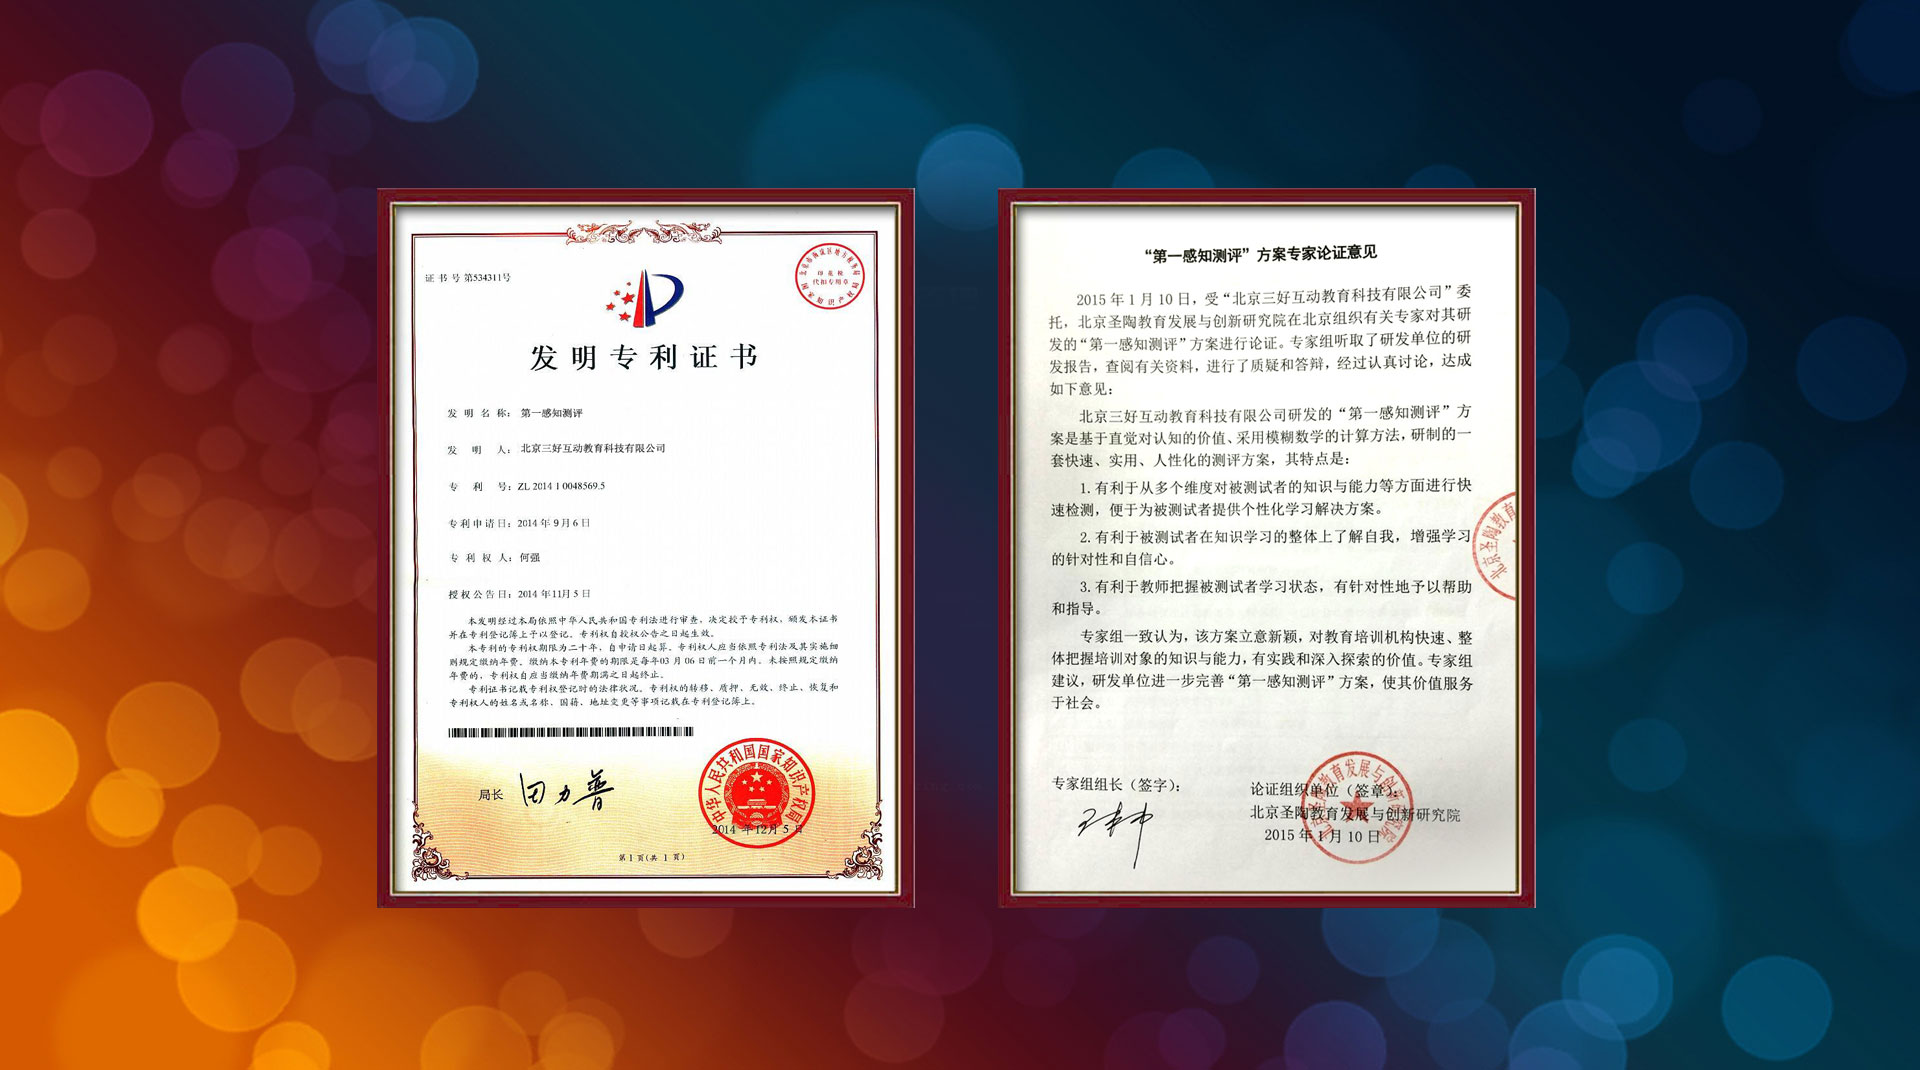 证书号第534311号
发明专利证书
发明名称：第一感知测评
发明人：北京三好互动教育科技有限公司
专利号：ZL 2014 1 0048569.5
专利申请日：2014年9月6日
专利权人：何强
授权公告日：2014年11月5日
本发明经过本局依照中华人民共和国专利法进行审查，决定授予专利权，颁发本证书
并在专利登记簿上予以登记。专利权自授权公告之日起生效。
本专利的专利权期限为二十年，自申请日起算。专利权人应当依照专利法及其实施细
则规定缴纳年费。缴纳本专利年费的期限是每年03月06日前一个月内。未按照规定缴纳
年费的，专利权自应当缴纳年费期满之日起终止。
专利证书记载专利权登记时的法律状况。专利权的转移、质押、无效、终止、恢复和
专利权人的姓名或名称、国籍、地址变更等事项记载在专利登记簿上。
局长 田力普
中华人民共和国国家知识产权局
2014年12月5日
第1页(共1页)
“第一感知测评”方案专家论证意见
2015年1月10日，受“北京三好互动教育科技有限公司”委
托，北京圣陶教育发展与创新研究院在北京组织有关专家对其研
发的“第一感知测评”方案进行论证。专家组听取了研发单位的研
发报告，查阅有关资料，进行了质疑和答辩，经过认真讨论，达成
如下意见：
北京三好互动教育科技有限公司研发的“第一感知测评”方
案是基于直觉对认知的价值、采用模糊数学的计算方法，研制的一
套快速、实用、人性化的测评方案，其特点是：
1.有利于从多个维度对被测试者的知识与能力等方面进行快
速检测，便于为被测试者提供个性化学习解决方案。
2.有利于被测试者在知识学习的整体上了解自我，增强学习
的针对性和自信心。
3.有利于教师把握被测试者学习状态，有针对性地予以帮助
和指导。
专家组一致认为，该方案立意新颖，对教育培训机构快速、整
体把握培训对象的知识与能力，有实践和深入探索的价值。专家组
建议，研发单位进一步完善“第一感知测评”方案，使其价值服务
于社会。
专家组组长（签字）：
论证组织单位（签章）：
北京圣陶教育发展与创新研究院
2015年1月10日
北京圣陶教育发展与创新研究院
北京圣陶教育